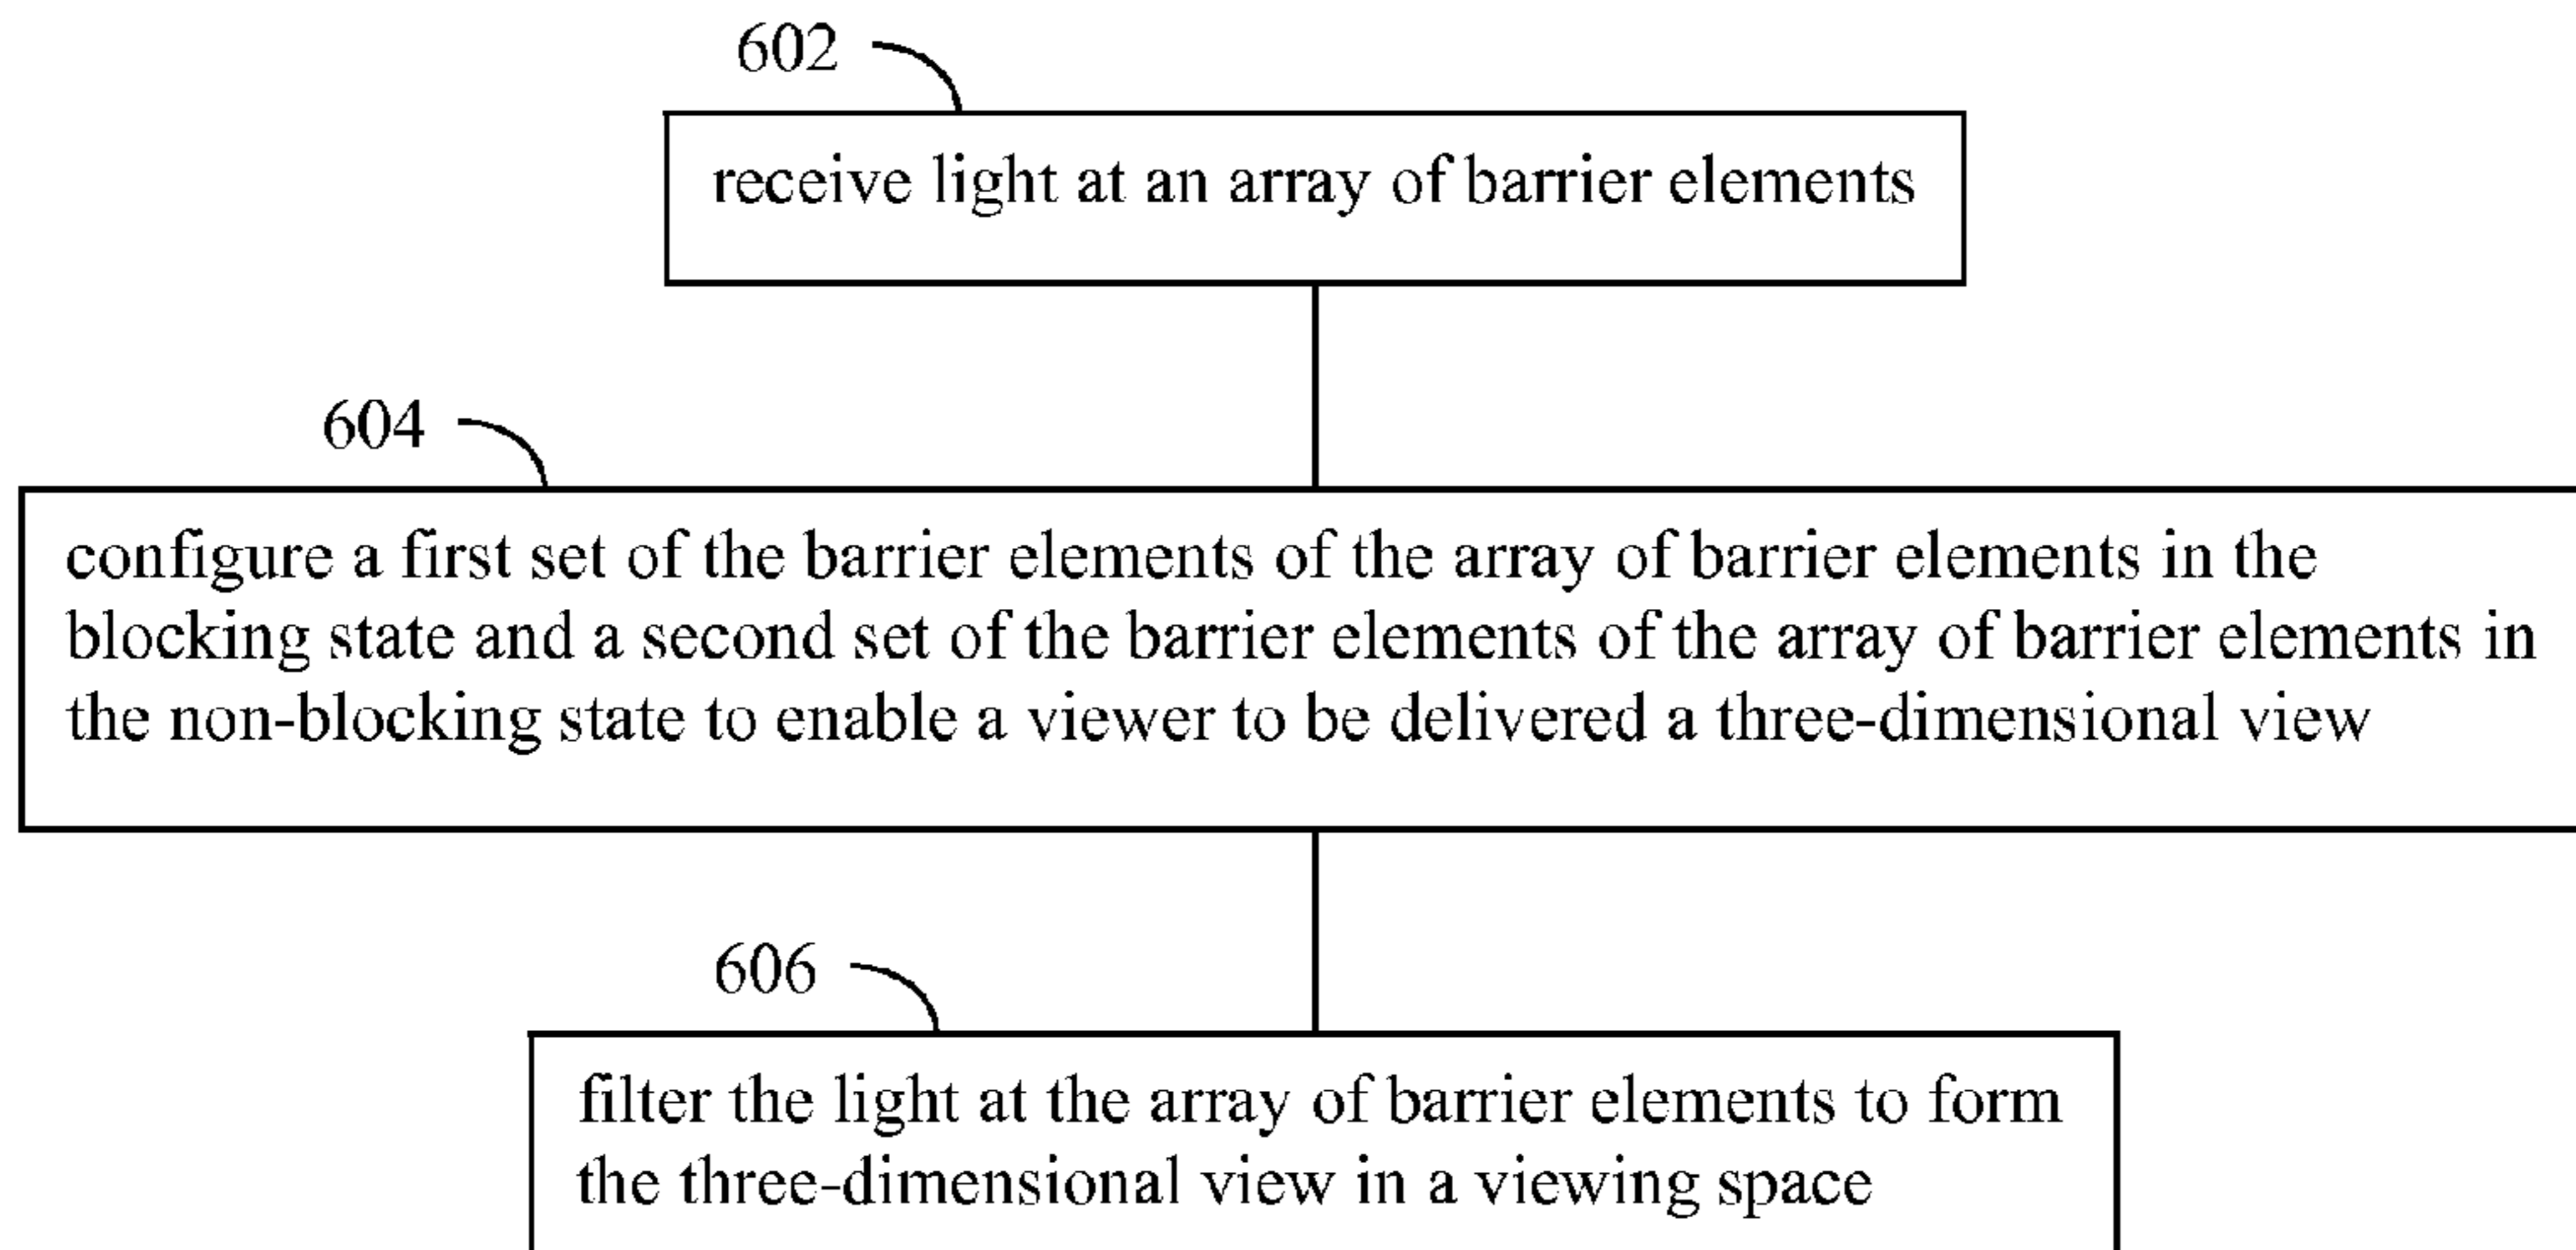 602
receive light at an array of barrier elements
604
configure a first set of the barrier elements of the array of barrier elements in the
blocking state and a second set of the barrier elements of the array of barrier elements in
the non-blocking state to enable a viewer to be delivered a three-dimensional view
606
filter the light at the array of barrier elements to form
the three-dimensional view in a viewing space